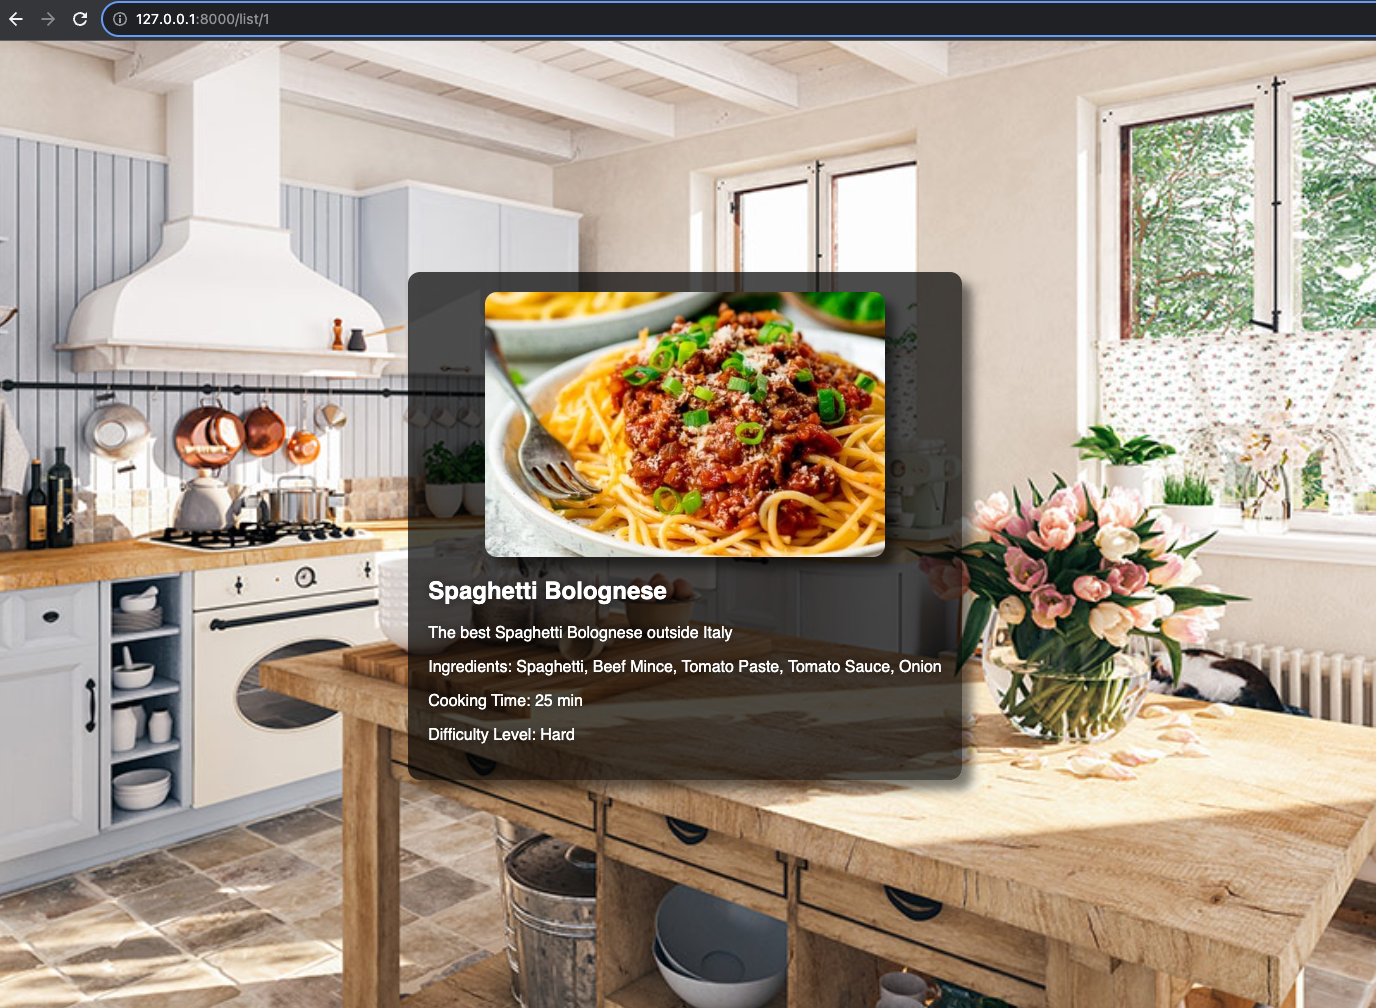 127.0.0.1:8000/list/1
Spaghetti Bolognese
The best Spaghetti Bolognese outside Italy
Ingredients: Spaghetti, Beef Mince, Tomato Paste, Tomato Sauce, Onion
Cooking Time: 25 min
Difficulty Level: Hard